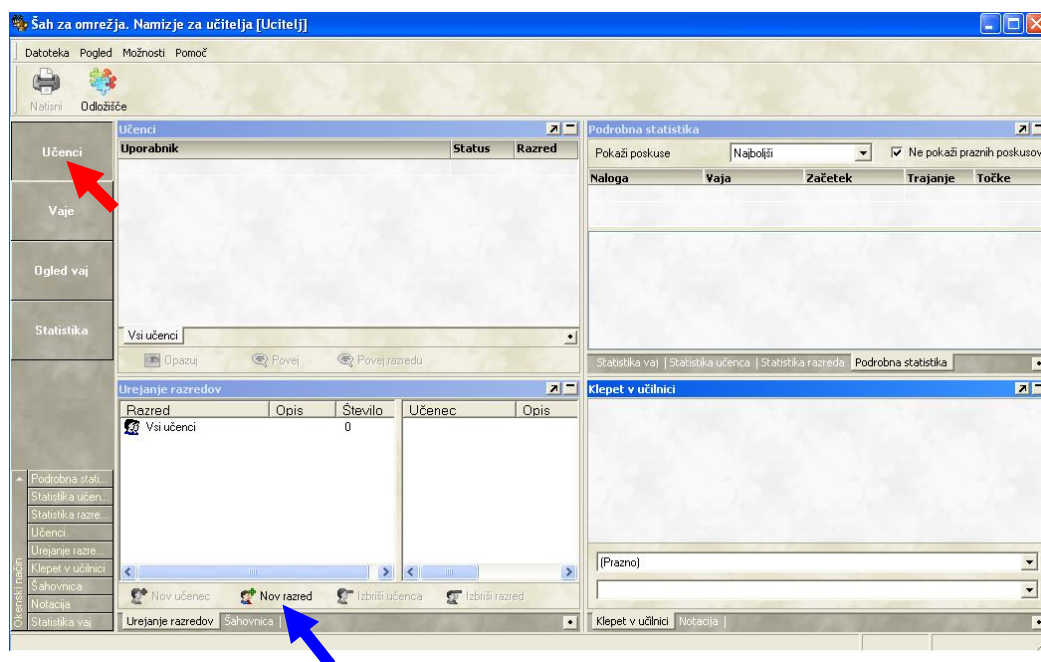 Šah za omrežja. Namizje za učitelja [Ucitelj]
Datoteka Pogled Možnosti Pomoč
Natisni Odložišče
Učenci
Vaje
Ogled vaj
Statistika
Učenci
Uporabnik Status Razred
Vsi učenci
Opazuj Povej Povej razredu
Podrobna statistika
Pokaži poskuse Najboljši Ne pokaži praznih poskusov
Naloga Vaja Začetek Trajanje Točke
Statistika vaj | Statistika učenca | Statistika razreda Podrobna statistika
Urejanje razredov
Razred Opis Število Učenec Opis
Vsi učenci 0
Nov učenec Nov razred Izbriši učenca Izbriši razred
Urejanje razredov Šahovnica |
Klepet v učilnici
(Prazno)
Klepet v učilnici Notacija |
Okenski način
Podrobna stati...
Statistika učen...
Statistika razre...
Učenci
Urejanje razre...
Klepet v učilnici
Šahovnica
Notacija
Statistika vaj